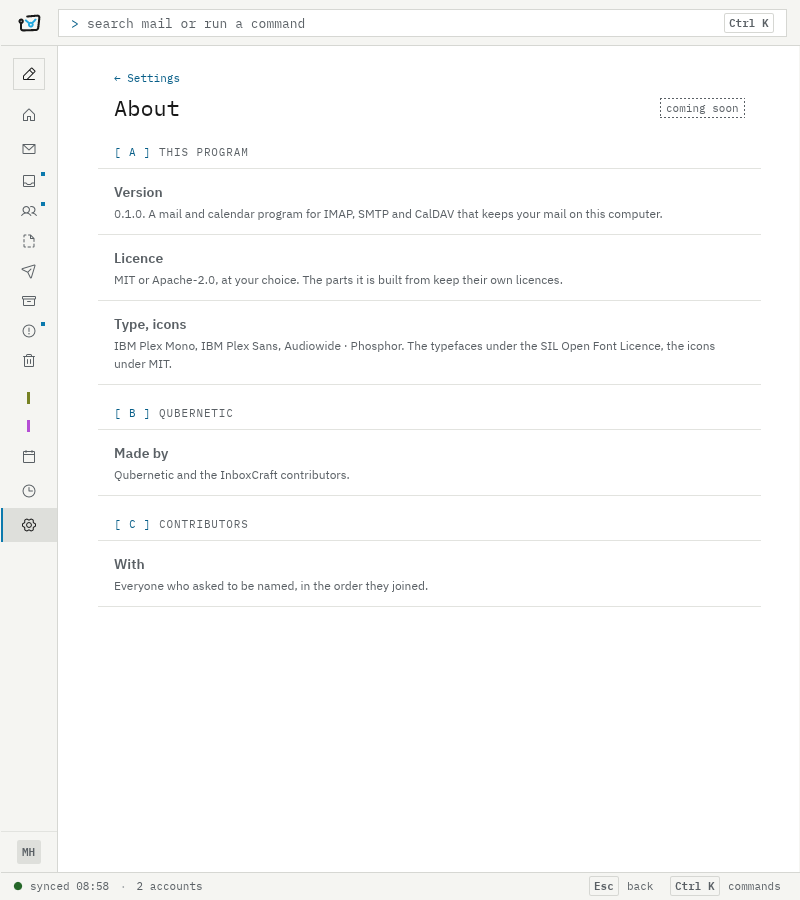 > search mail or run a command Ctrl K
← Settings
About coming soon
[ A ] THIS PROGRAM
Version
0.1.0. A mail and calendar program for IMAP, SMTP and CalDAV that keeps your mail on this computer.
Licence
MIT or Apache-2.0, at your choice. The parts it is built from keep their own licences.
Type, icons
IBM Plex Mono, IBM Plex Sans, Audiowide · Phosphor. The typefaces under the SIL Open Font Licence, the icons
under MIT.
[ B ] QUBERNETIC
Made by
Qubernetic and the InboxCraft contributors.
[ C ] CONTRIBUTORS
With
Everyone who asked to be named, in the order they joined.
MH
synced 08:58 · 2 accounts Esc back Ctrl K commands